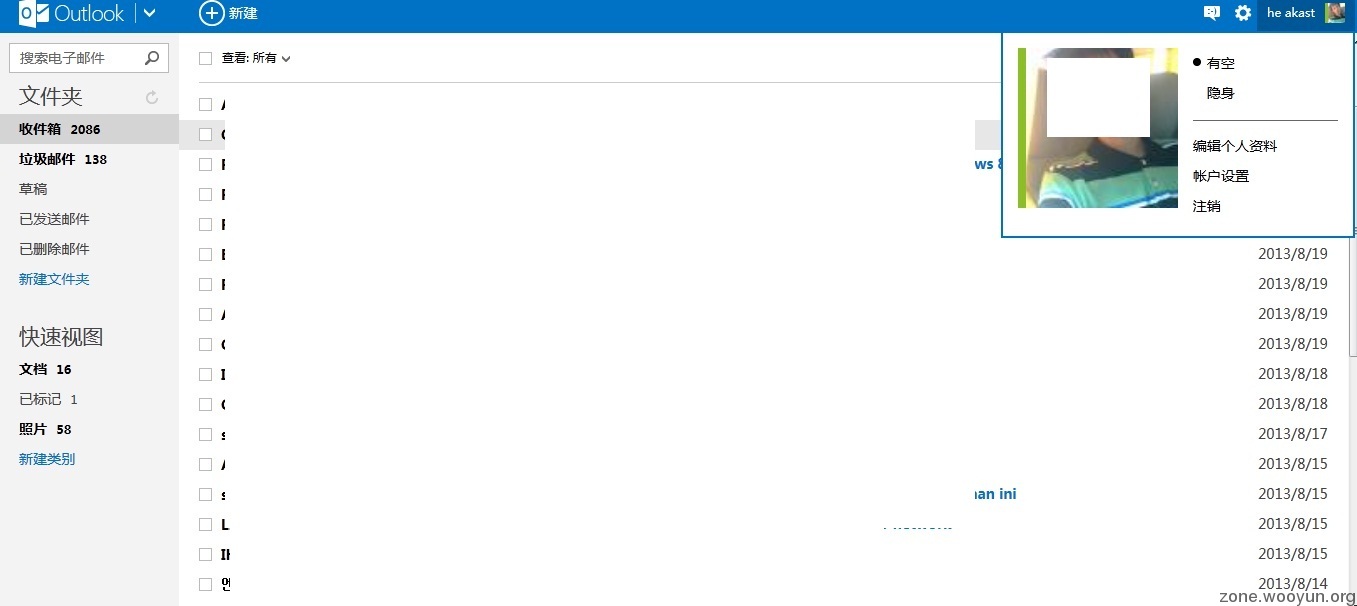 Outlook
新建
he akast
搜索电子邮件
查看: 所有
有空
隐身
文件夹
编辑个人资料
帐户设置
注销
收件箱 2086
垃圾邮件 138
草稿
已发送邮件
已删除邮件
新建文件夹
快速视图
文档 16
已标记 1
照片 58
新建类别
2013/8/19
2013/8/19
2013/8/19
2013/8/19
2013/8/18
2013/8/18
2013/8/17
2013/8/15
ini 2013/8/15
2013/8/15
2013/8/15
2013/8/14
zone.wooyun.org